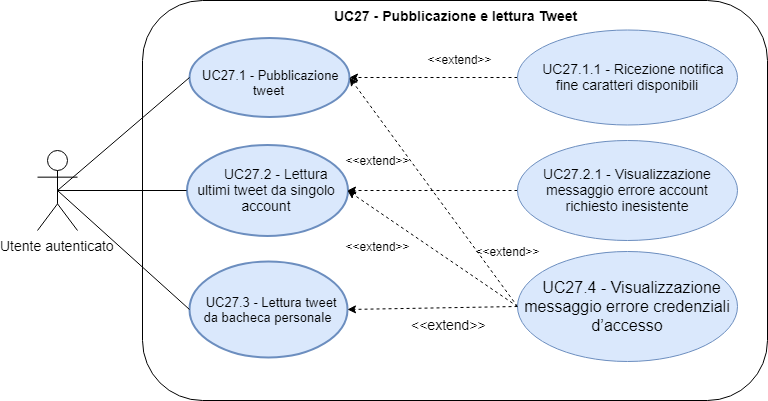 UC27 - Pubblicazione e lettura Tweet
UC27.1 - Pubblicazione
tweet
<<extend>>
UC27.1.1 - Ricezione notifica
fine caratteri disponibili
UC27.2 - Lettura
ultimi tweet da singolo
account
<<extend>>
UC27.2.1 - Visualizzazione
messaggio errore account
richiesto inesistente
Utente autenticato
<<extend>>
<<extend>>
UC27.3 - Lettura tweet
da bacheca personale
<<extend>>
UC27.4 - Visualizzazione
messaggio errore credenziali
d'accesso